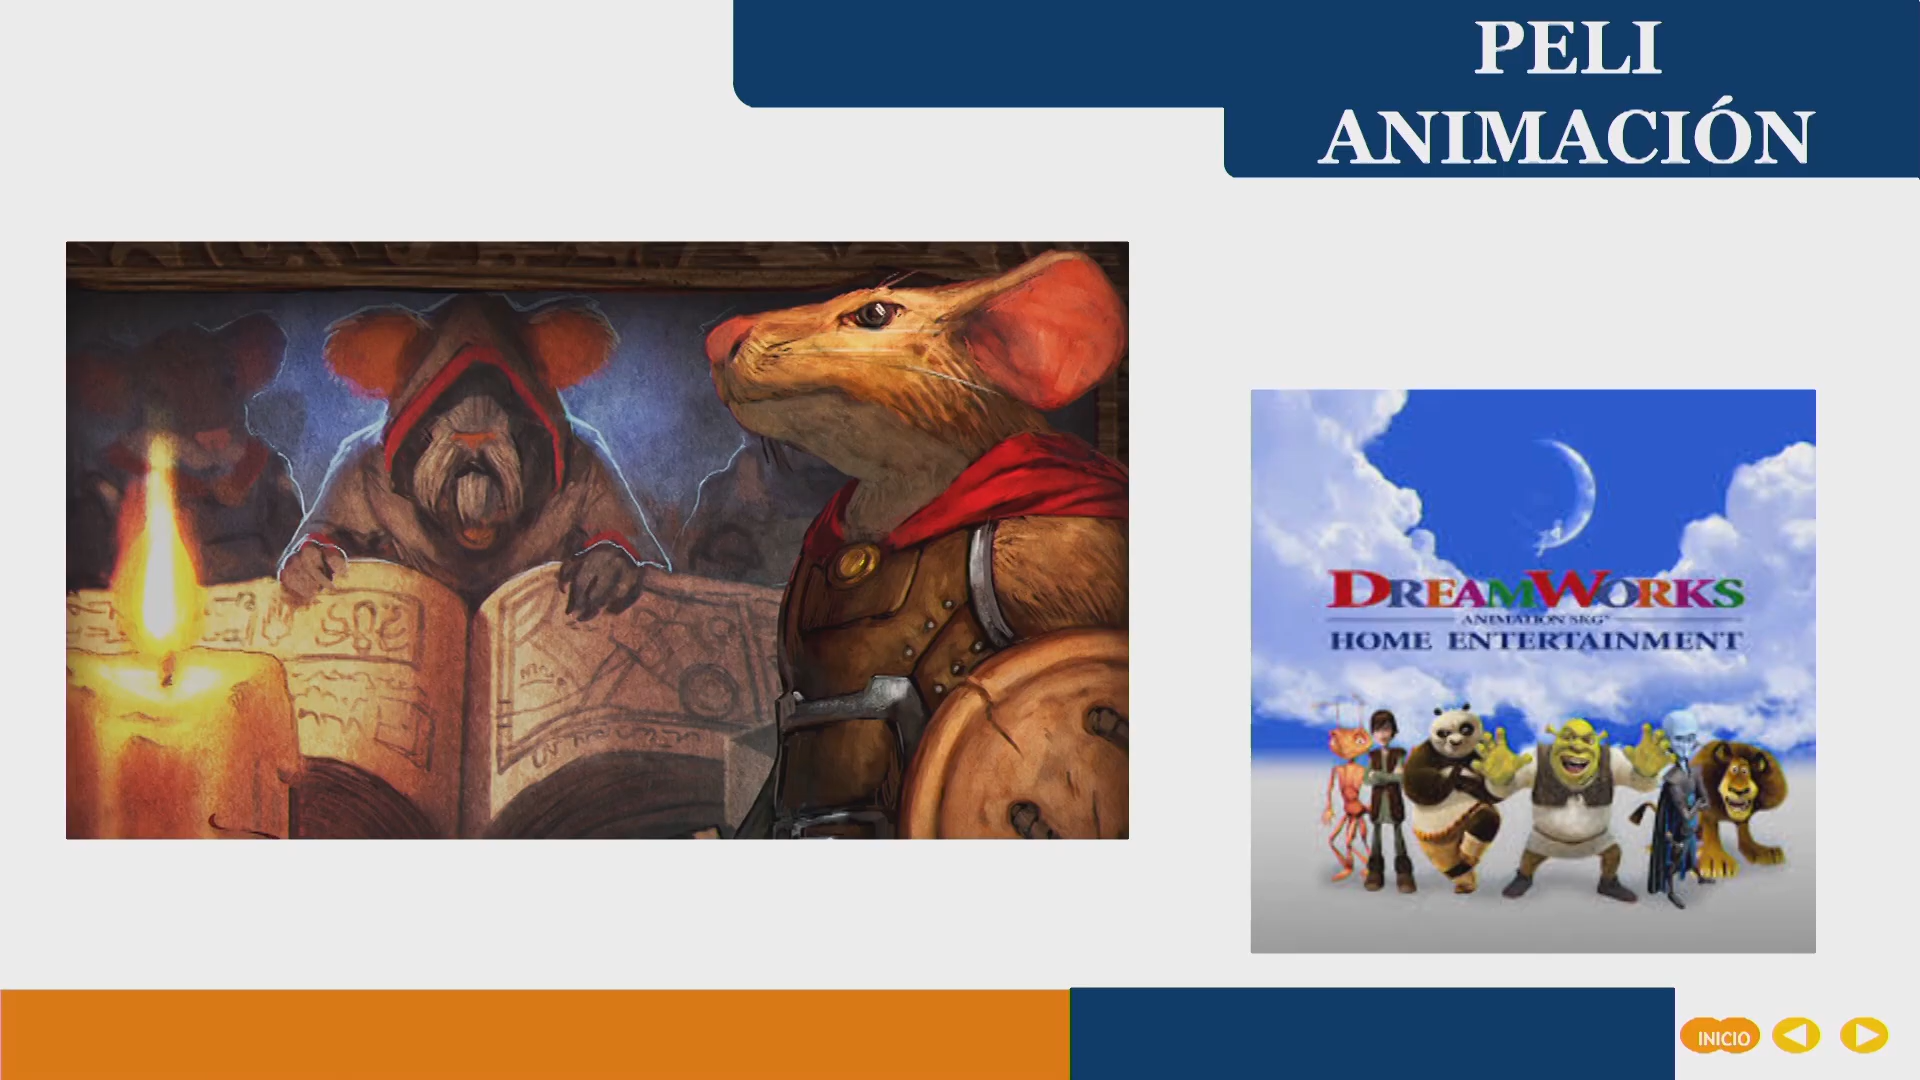 PELI
ANIMACIÓN
DREAMWORKS
ANIMATION SKG
HOME ENTERTAINMENT
INICIO